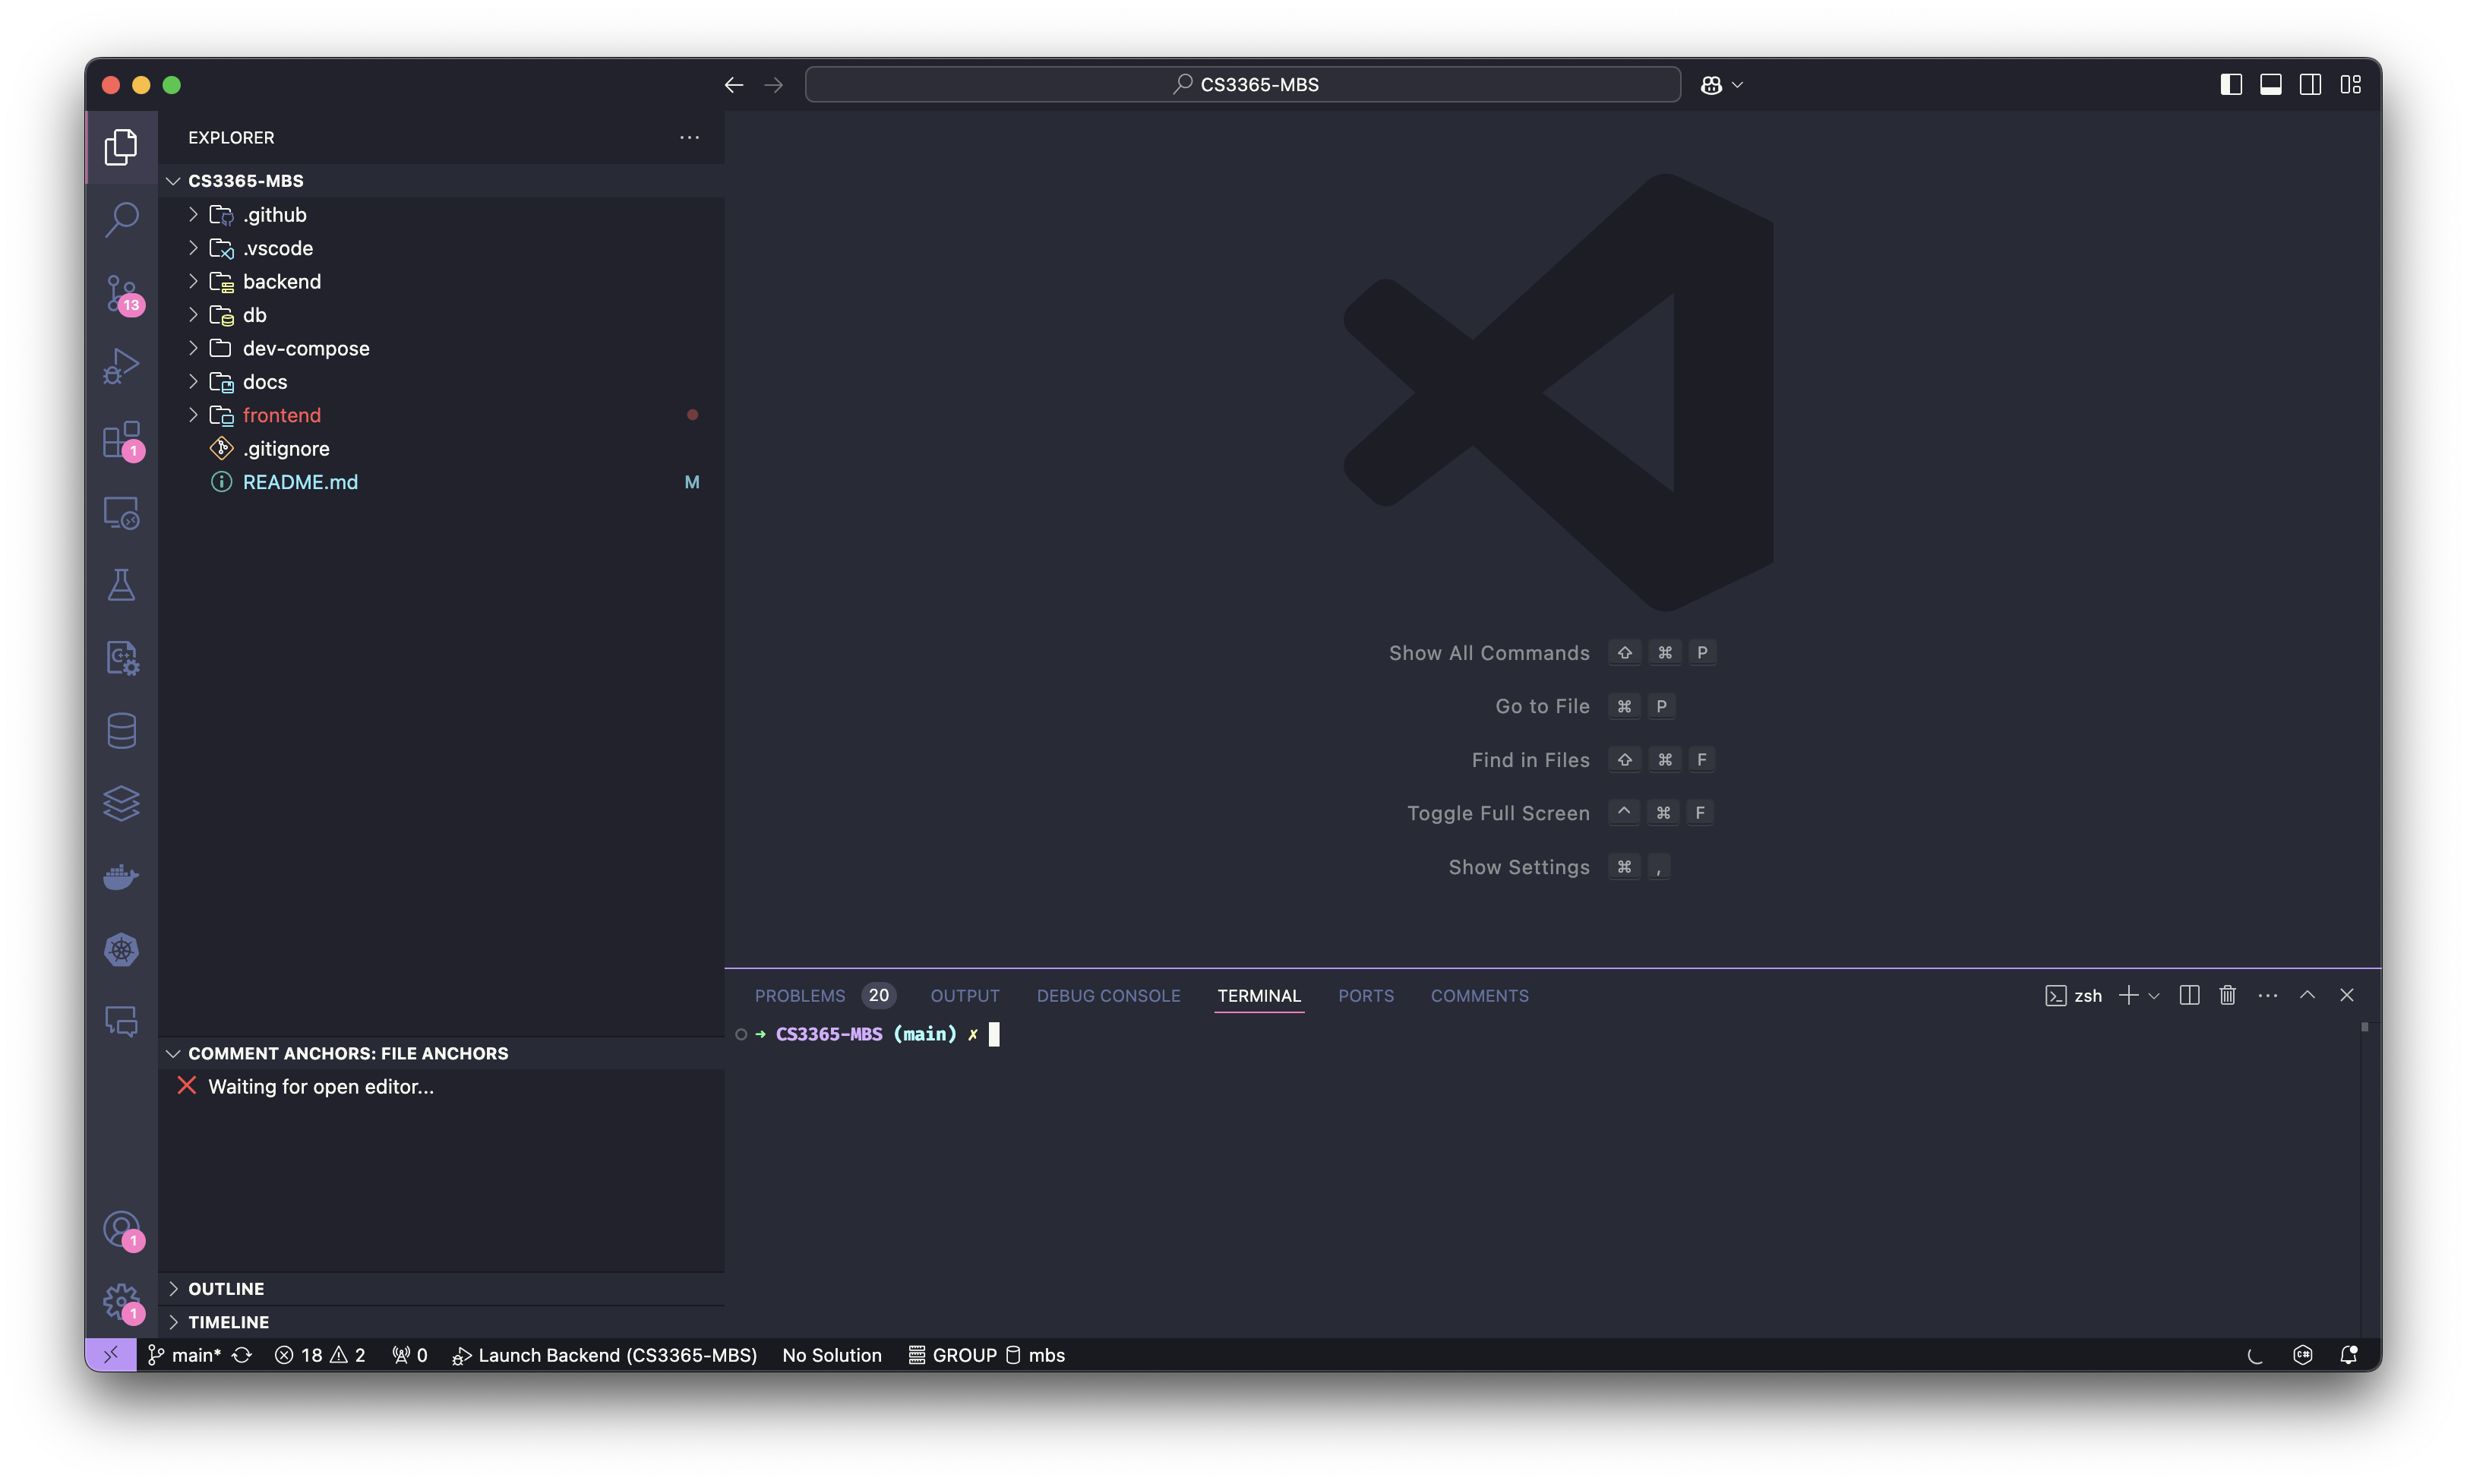 CS3365-MBS
EXPLORER
CS3365-MBS
.github
.vscode
backend
db
dev-compose
docs
frontend
.gitignore
README.md M
13
1
C++
COMMENT ANCHORS: FILE ANCHORS
Waiting for open editor...
1
OUTLINE
1
TIMELINE
Show All Commands ⇧ ⌘ P
Go to File ⌘ P
Find in Files ⇧ ⌘ F
Toggle Full Screen ^ ⌘ F
Show Settings ⌘ ,
PROBLEMS 20 OUTPUT DEBUG CONSOLE TERMINAL PORTS COMMENTS zsh
➜ CS3365-MBS (main) ✗
main* 18 2 0 Launch Backend (CS3365-MBS) No Solution GROUP mbs C#